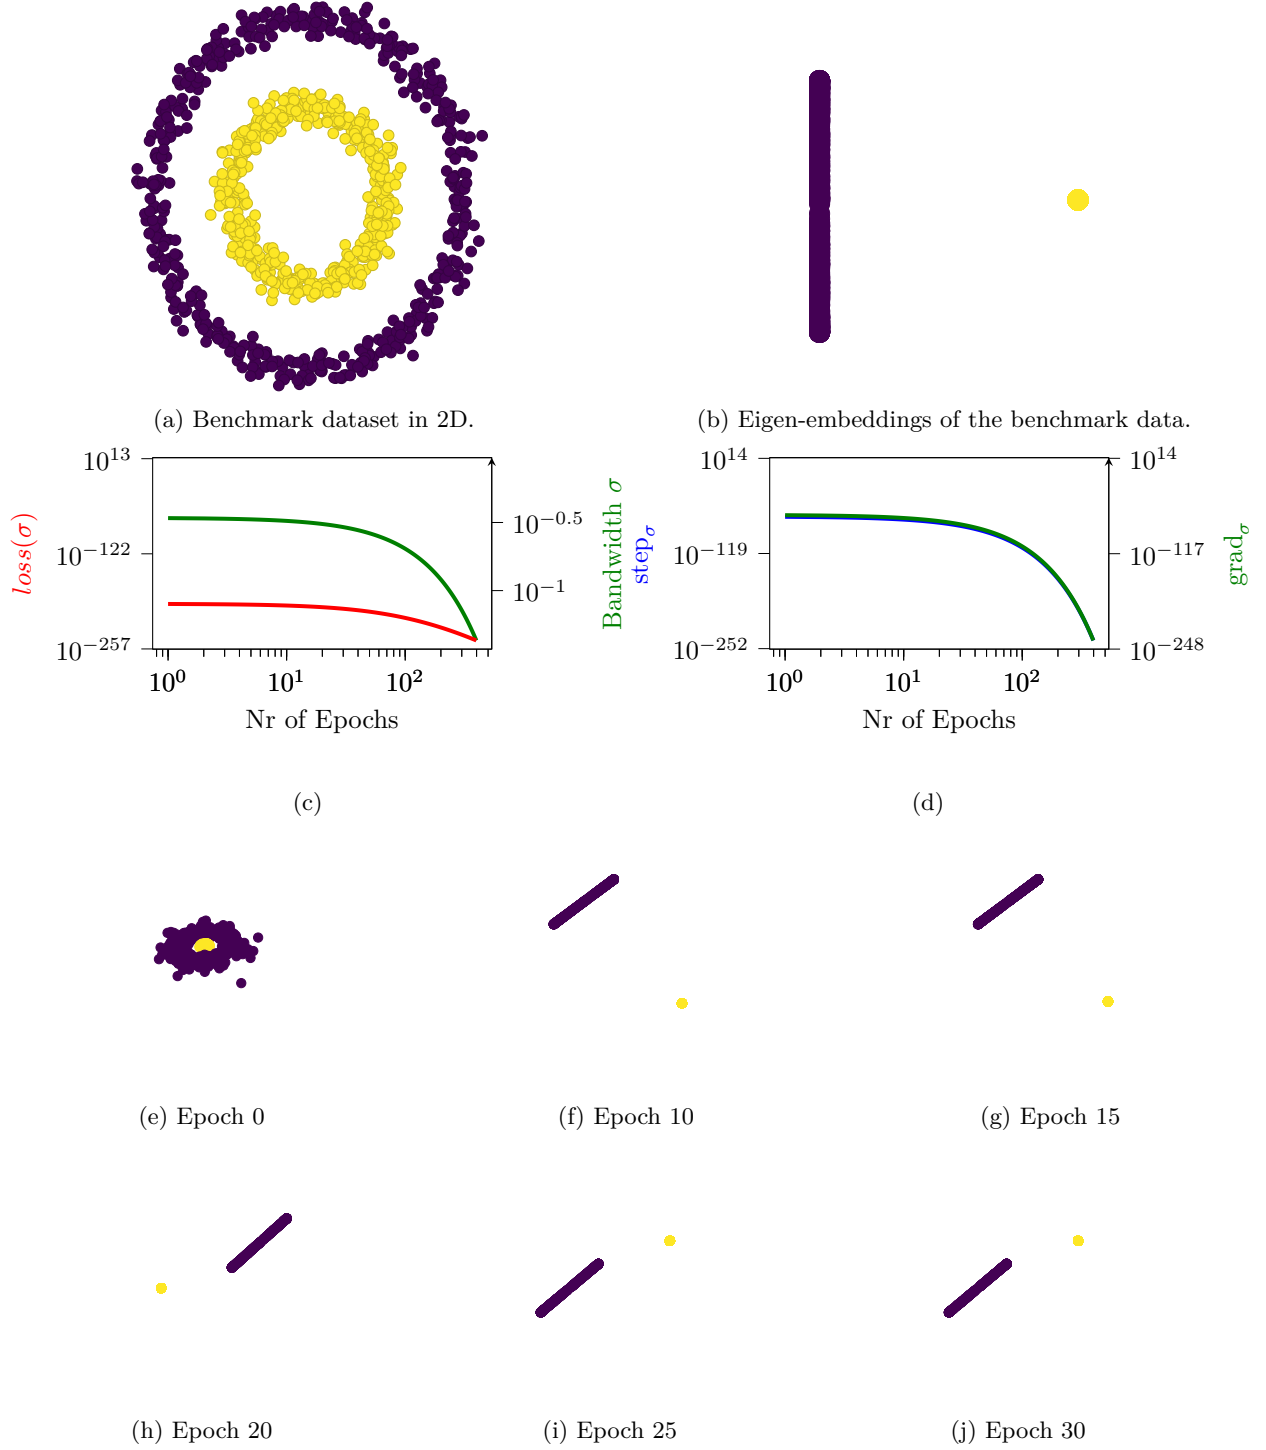 (a) Benchmark dataset in 2D.
(b) Eigen-embeddings of the benchmark data.
10^13
10^−122
10^−257
loss(σ)
10^−0.5
10^−1
Bandwidth σ
10^0 10^1 10^2
Nr of Epochs
(c)
10^14
10^−119
10^−252
step_σ
10^14
10^−117
10^−248
grad_σ
10^0 10^1 10^2
Nr of Epochs
(d)
(e) Epoch 0
(f) Epoch 10
(g) Epoch 15
(h) Epoch 20
(i) Epoch 25
(j) Epoch 30